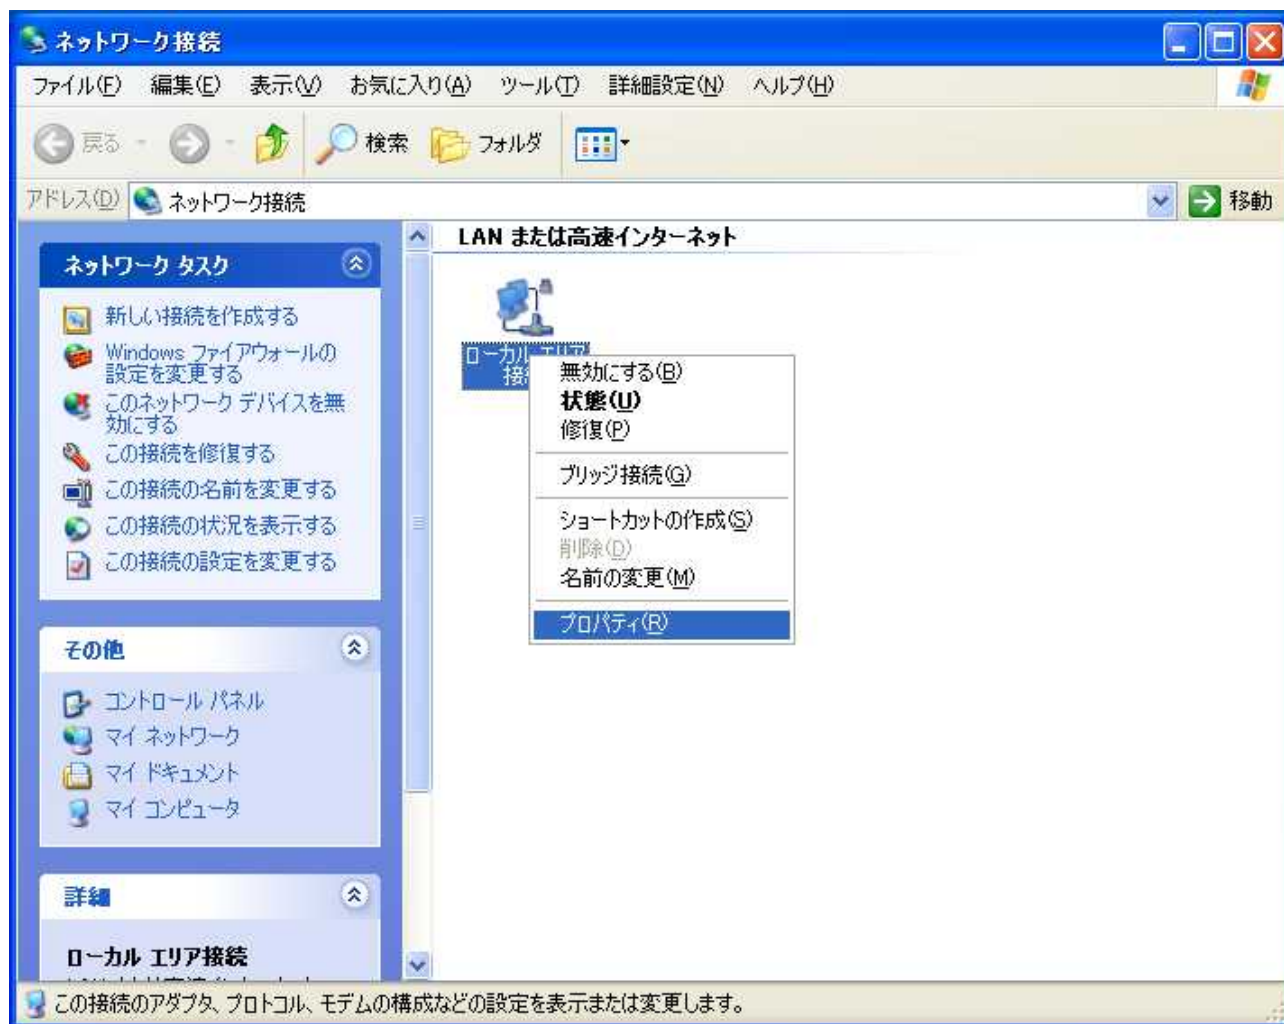 ネットワーク接続
ファイル(F) 編集(E) 表示(V) お気に入り(A) ツール(T) 詳細設定(N) ヘルプ(H)
戻る 検索 フォルダ
アドレス(D) ネットワーク接続 移動
ネットワーク タスク
新しい接続を作成する
Windows ファイアウォールの
設定を変更する
このネットワーク デバイスを無
効にする
この接続を修復する
この接続の名前を変更する
この接続の状況を表示する
この接続の設定を変更する
その他
コントロール パネル
マイ ネットワーク
マイ ドキュメント
マイ コンピュータ
詳細
ローカル エリア接続
LAN または高速インターネット
ローカル エリア
無効にする(B)
状態(U)
修復(P)
ブリッジ接続(G)
ショートカットの作成(S)
削除(D)
名前の変更(M)
プロパティ(R)
この接続のアダプタ、プロトコル、モデムの構成などの設定を表示または変更します。